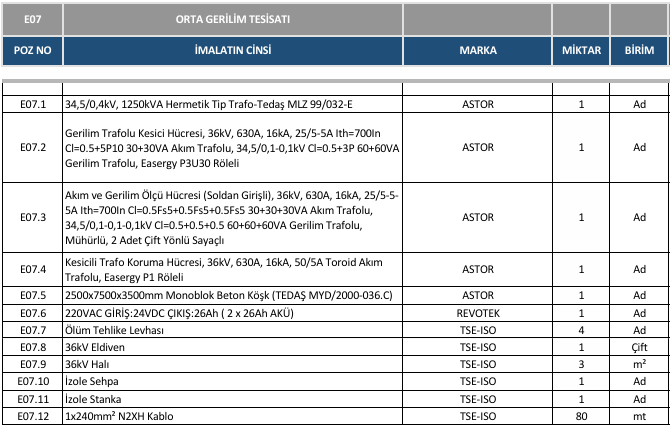 E07 ORTA GERİLİM TESİSATI
POZ NO İMALATIN CİNSİ MARKA MİKTAR BİRİM
E07.1 34,5/0,4kV, 1250kVA Hermetik Tip Trafo-Tedaş MLZ 99/032-E ASTOR 1 Ad
Gerilim Trafolu Kesici Hücresi, 36kV, 630A, 16kA, 25/5-5A Ith=700In
E07.2 Cl=0.5+5P10 30+30VA Akım Trafolu, 34,5/0,1-0,1kV Cl=0.5+3P 60+60VA ASTOR 1 Ad
Gerilim Trafolu, Easergy P3U30 Röleli
Akım ve Gerilim Ölçü Hücresi (Soldan Girişli), 36kV, 630A, 16kA, 25/5-5-
E07.3 5A Ith=700In Cl=0.5Fs5+0.5Fs5+0.5Fs5 30+30+30VA Akım Trafolu, ASTOR 1 Ad
34,5/0,1-0,1-0,1kV Cl=0.5+0.5+0.5 60+60+60VA Gerilim Trafolu,
Mühürlü, 2 Adet Çift Yönlü Sayaçlı
E07.4 Kesicili Trafo Koruma Hücresi, 36kV, 630A, 16kA, 50/5A Toroid Akım ASTOR 1 Ad
Trafolu, Easergy P1 Röleli
E07.5 2500x7500x3500mm Monoblok Beton Köşk (TEDAŞ MYD/2000-036.C) ASTOR 1 Ad
E07.6 220VAC GİRİŞ:24VDC ÇIKIŞ:26Ah ( 2 x 26Ah AKÜ) REVOTEK 1 Ad
E07.7 Ölüm Tehlike Levhası TSE-ISO 4 Ad
E07.8 36kV Eldiven TSE-ISO 1 Çift
E07.9 36kV Halı TSE-ISO 3 m²
E07.10 İzole Sehpa TSE-ISO 1 Ad
E07.11 İzole Stanka TSE-ISO 1 Ad
E07.12 1x240mm² N2XH Kablo TSE-ISO 80 mt